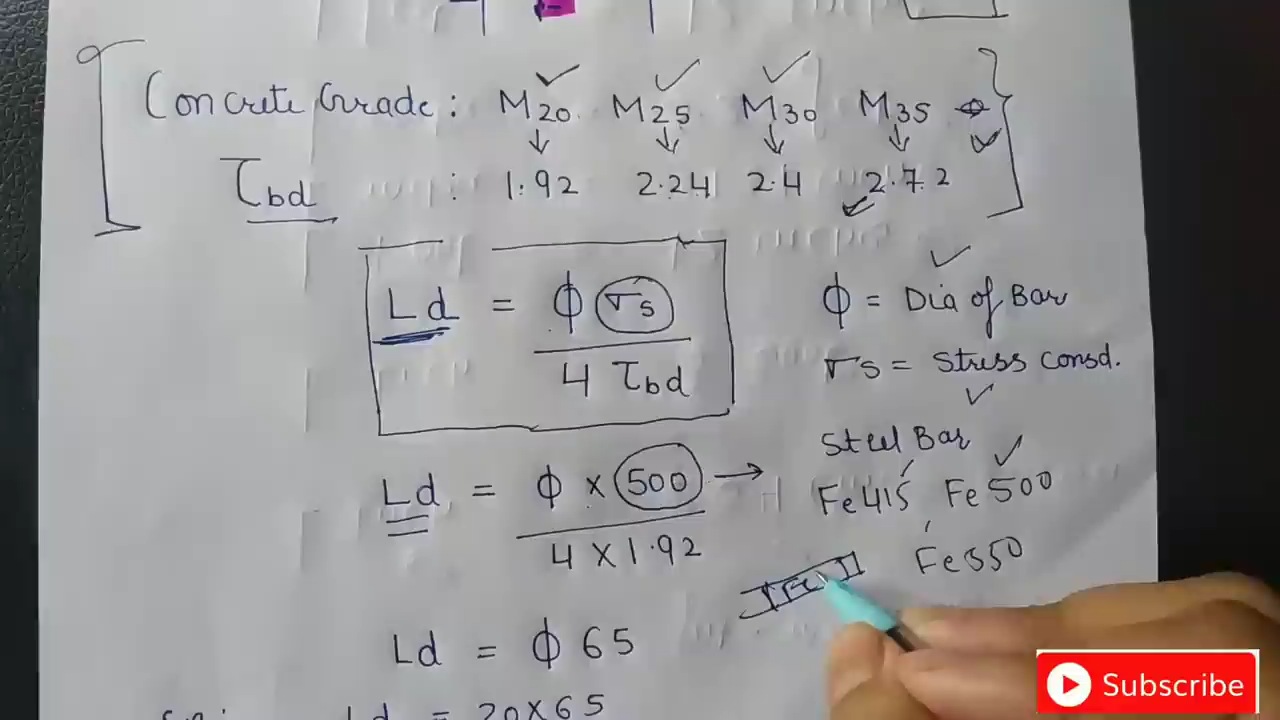 Concrete Grade : M20 M25 M30 M35
τbd : 1.92 2.24 2.4 2.72
Ld = ϕ σs / 4 τbd
ϕ = Dia of Bar
σs = Stress Consd.
Steel Bar
Fe415 Fe500
Fe550
Ld = ϕ x 500 / 4 x 1.92
Ld = ϕ 65
Ld = 20x65
Subscribe